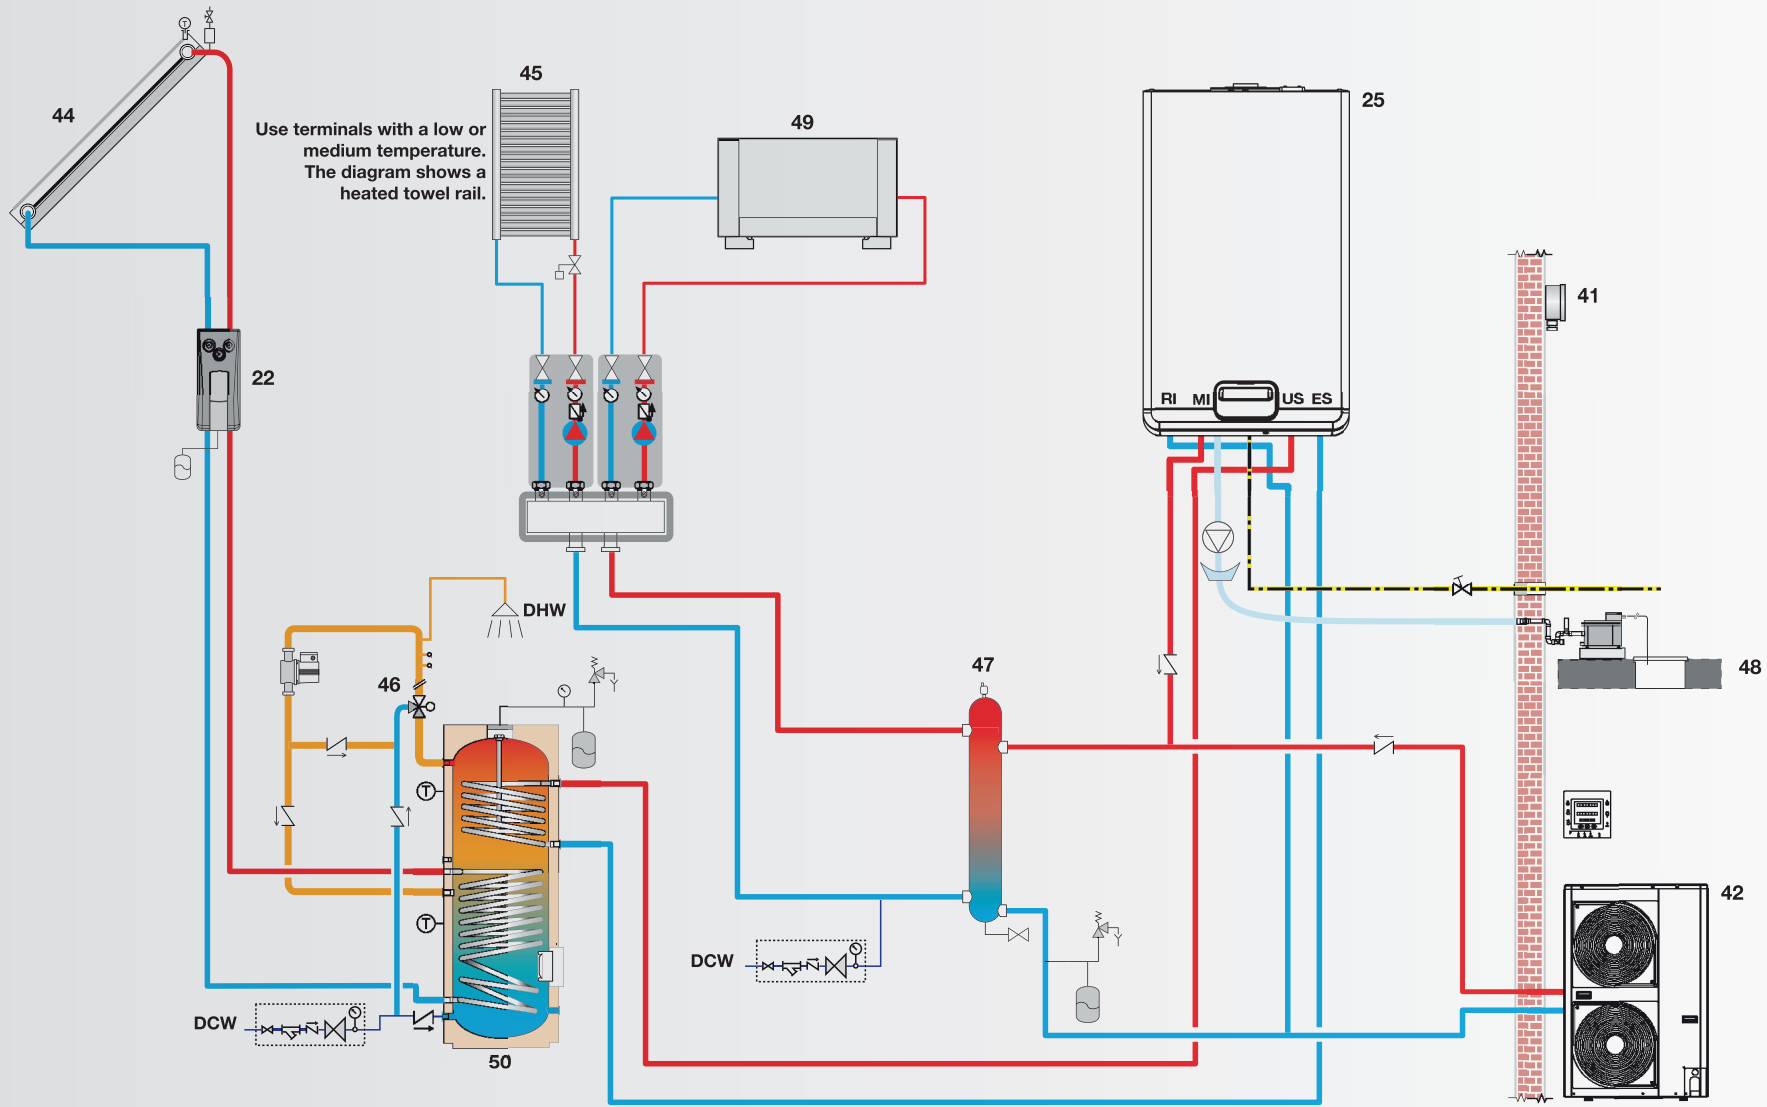 T
44
45
Use terminals with a low or
medium temperature.
The diagram shows a
heated towel rail.
49
25
41
22
RI MI US ES
DHW
46
47
48
T
T
42
DCW
DCW
50